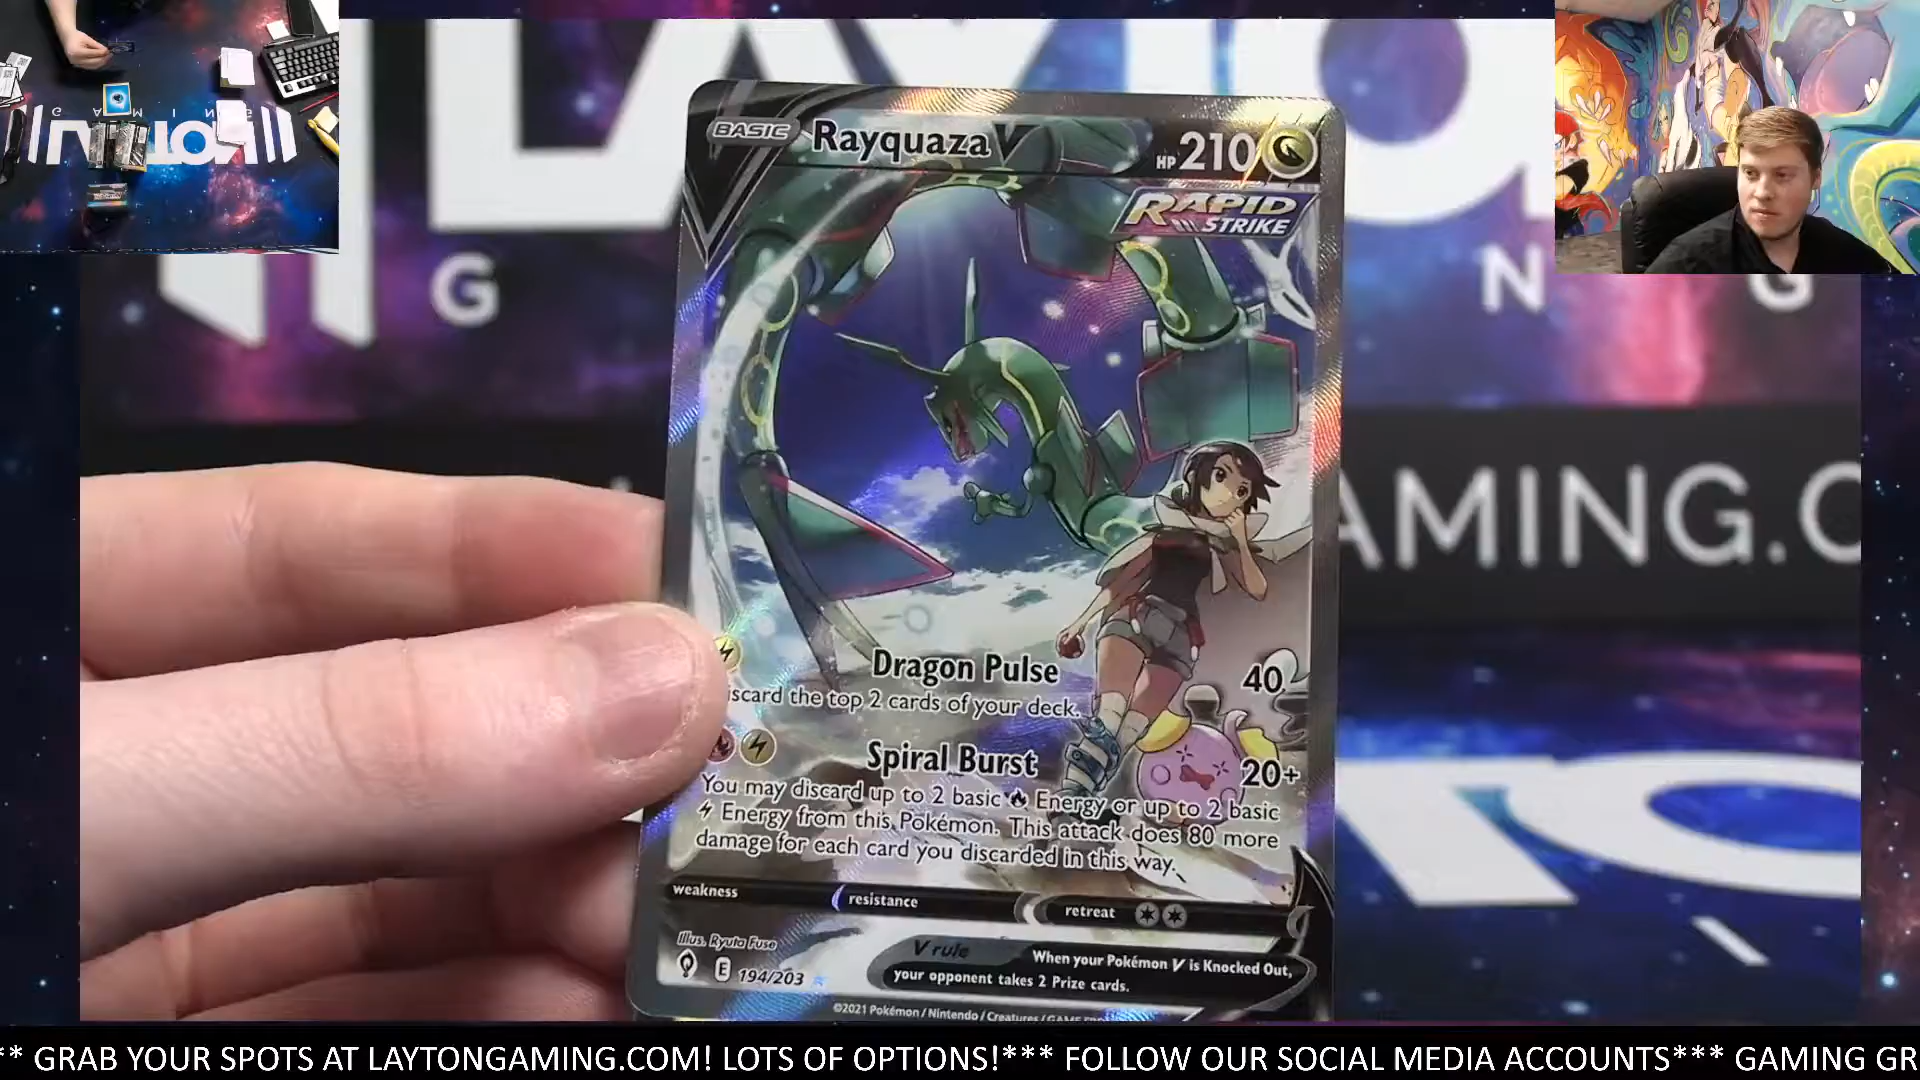 BASIC Rayquaza V HP 210
RAPID
STRIKE
G
N G
AMING.C
Dragon Pulse 40
iscard the top 2 cards of your deck.
Spiral Burst 20+
You may discard up to 2 basic Energy or up to 2 basic
Energy from this Pokémon. This attack does 80 more
damage for each card you discarded in this way.
weakness resistance retreat
Illus. Ryuta Fuse
V rule When your Pokémon V is Knocked Out,
your opponent takes 2 Prize cards.
E 194/203
©2021 Pokémon / Nintendo / Creatures / GAME
** GRAB YOUR SPOTS AT LAYTONGAMING.COM! LOTS OF OPTIONS!*** FOLLOW OUR SOCIAL MEDIA ACCOUNTS*** GAMING GR